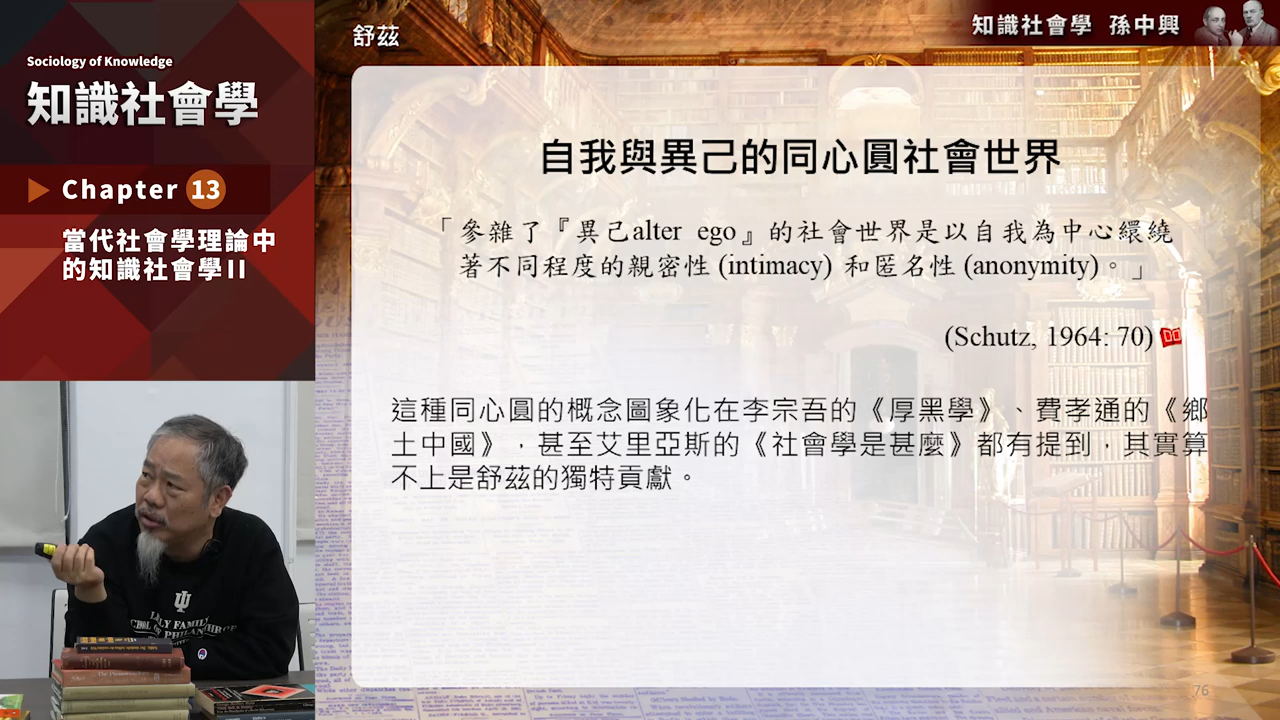 Sociology of Knowledge
知識社會學
Chapter 13
當代社會學理論中
的知識社會學II
舒茲
知識社會學 孫中興
自我與異己的同心圓社會世界
「參雜了『異己alter ego』的社會世界是以自我為中心繯繞
著不同程度的親密性 (intimacy) 和匿名性 (anonymity)。」
(Schutz, 1964: 70)
這種同心圓的概念圖象化在李宗吾的《厚黑學》、費孝通的《鄉
土中國》，甚至艾里亞斯的《社會學是甚麼》都有提到，其實算
不上是舒茲的獨特貢獻。
76